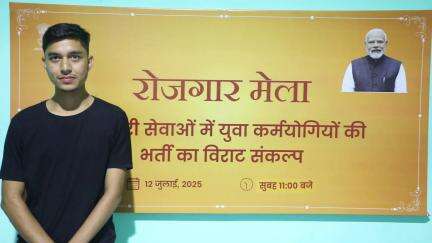 रोजगार मेला
री सेवाओं में युवा कर्मयोगियों की
भर्ती का विराट संकल्प
12 जुलाई, 2025
सुबह 11:00 बजे